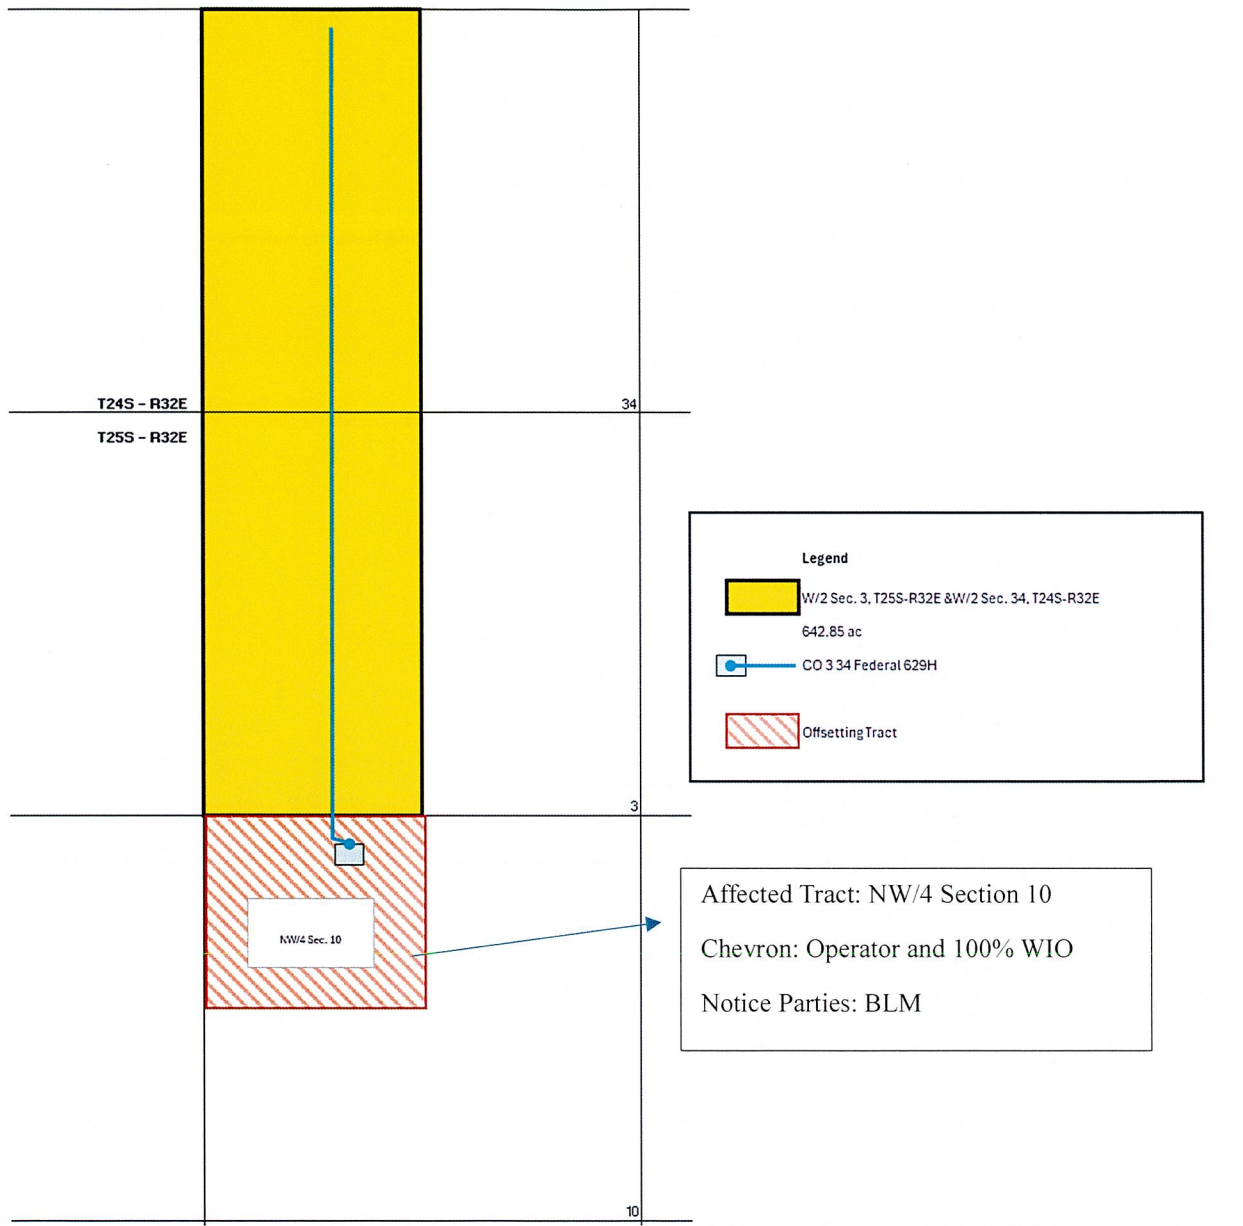 T24S - R32E
34
T25S - R32E
Legend
W/2 Sec. 3, T25S-R32E &W/2 Sec. 34, T24S-R32E
642.85 ac
CO 3 34 Federal 629H
Offsetting Tract
3
NW/4 Sec. 10
Affected Tract: NW/4 Section 10
Chevron: Operator and 100% WIO
Notice Parties: BLM
10